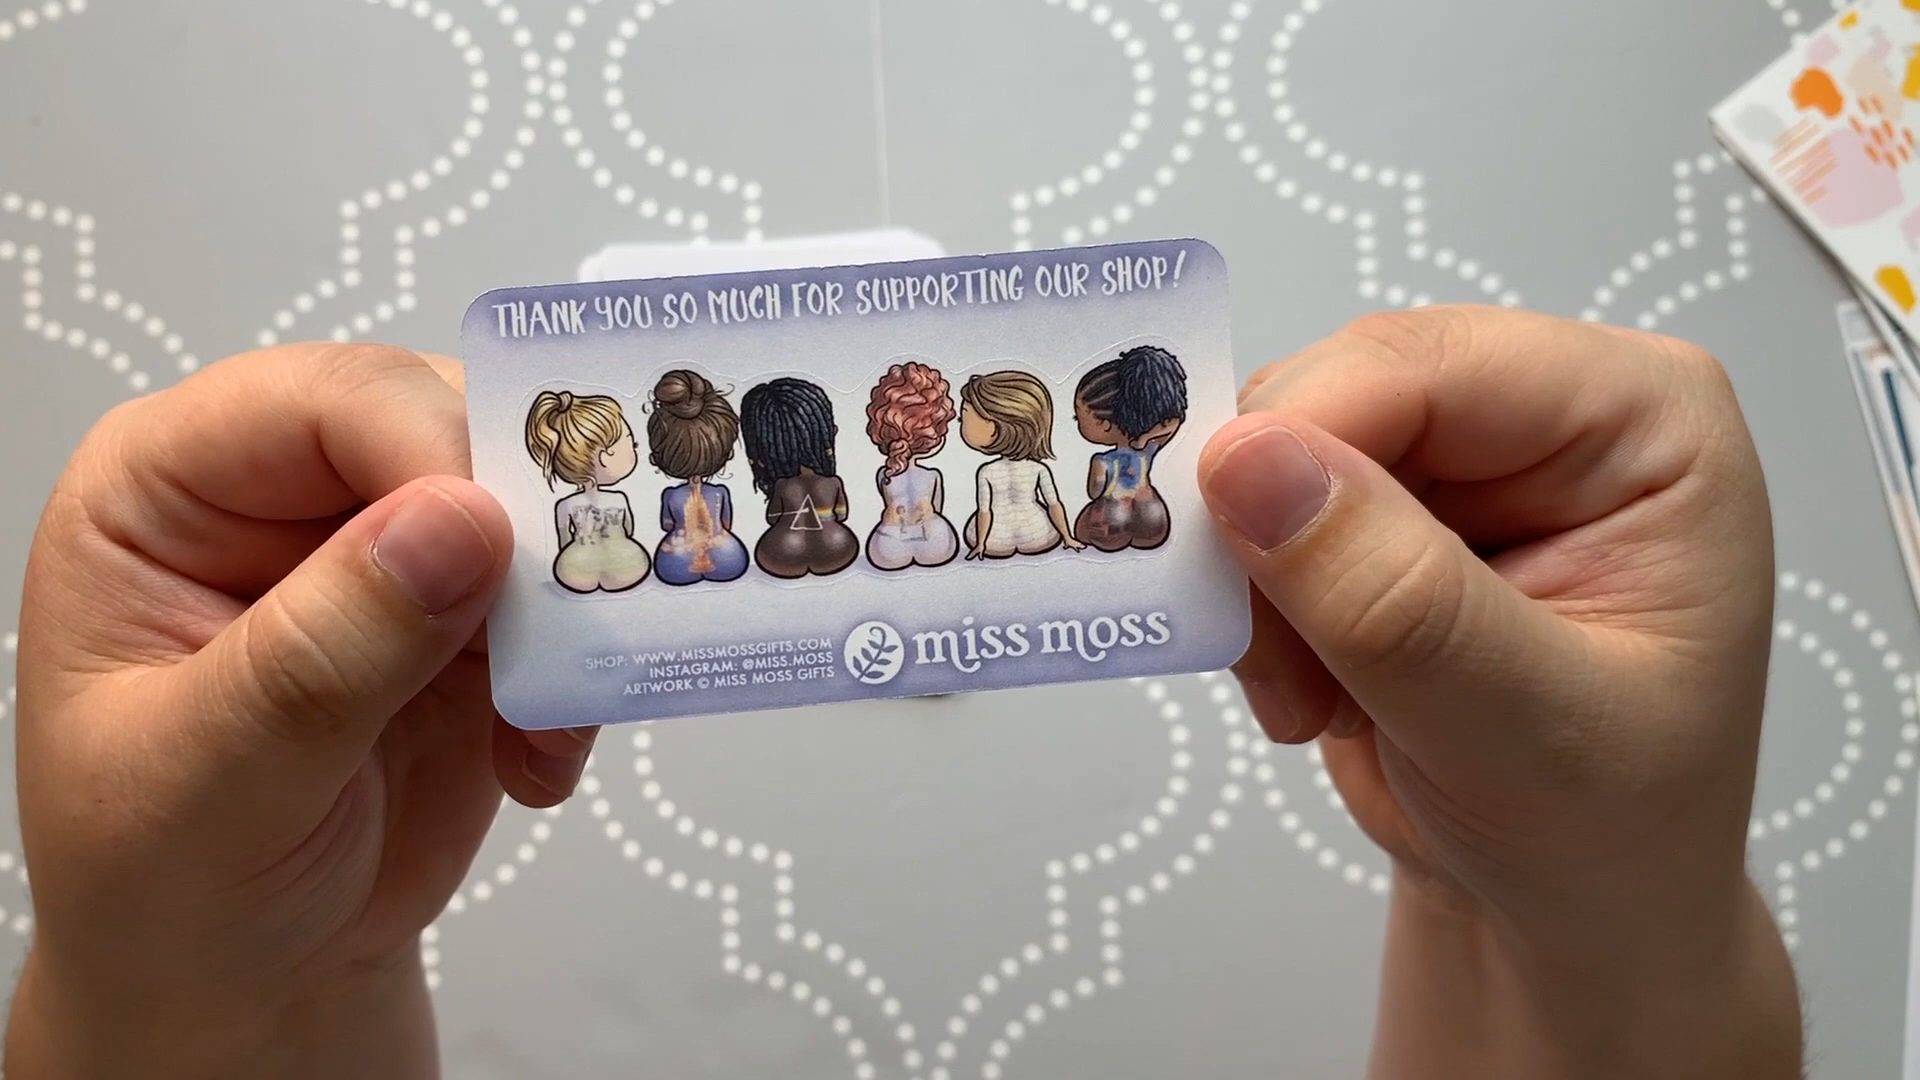 THANK YOU SO MUCH FOR SUPPORTING OUR SHOP!
SHOP: WWW.MISSMOSSGIFTS.COM
INSTAGRAM: @MISS.MOSS
ARTWORK © MISS MOSS GIFTS
miss moss